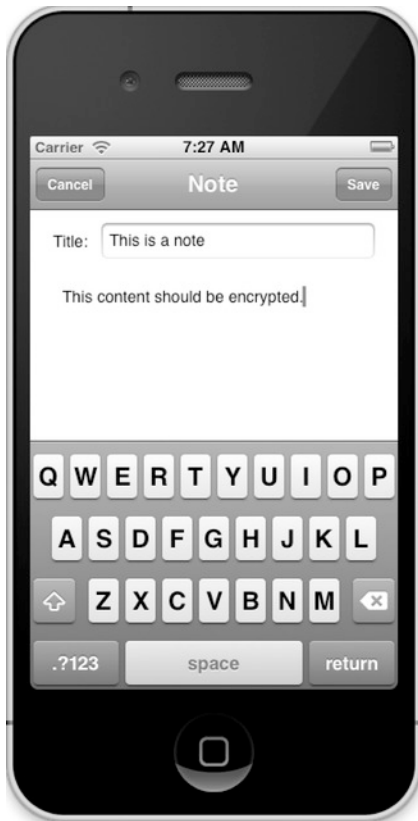 Carrier 7:27 AM
Cancel Note Save
Title: This is a note
This content should be encrypted.
Q W E R T Y U I O P
A S D F G H J K L
Z X C V B N M
.?123 space return